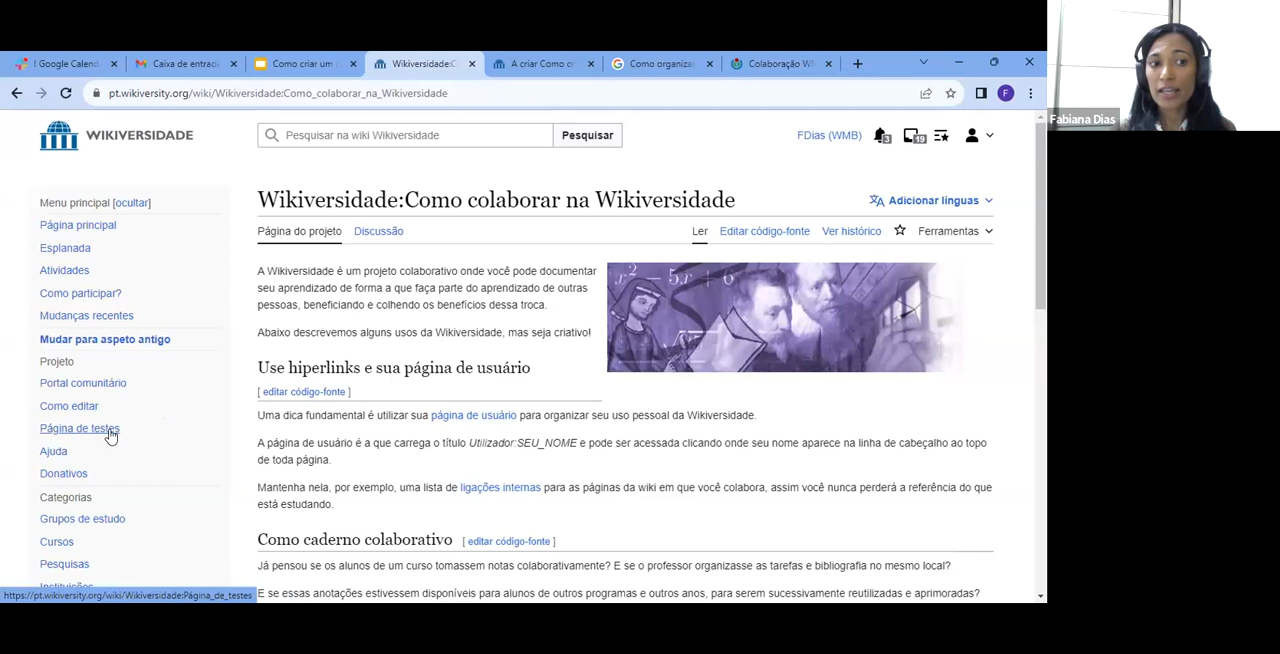 ! Google Calend
Caixa de entrad
Como criar um c
Wikiversidade:C
A criar Como o
Como organiza
Colaboração W
pt.wikiversity.org/wiki/Wikiversidade:Como_colaborar_na_Wikiversidade
F
Fabiana Dias
WIKIVERSIDADE
Pesquisar na wiki Wikiversidade
Pesquisar
FDias (WMB)
3
19
Menu principal [ocultar]
Página principal
Esplanada
Atividades
Como participar?
Mudanças recentes
Mudar para aspeto antigo
Projeto
Portal comunitário
Como editar
Página de testes
Ajuda
Donativos
Categorias
Grupos de estudo
Cursos
Pesquisas
Instituições
https://pt.wikiversity.org/wiki/Wikiversidade:Página_de_testes
Wikiversidade:Como colaborar na Wikiversidade
Adicionar línguas
Página do projeto
Discussão
Ler
Editar código-fonte
Ver histórico
Ferramentas
A Wikiversidade é um projeto colaborativo onde você pode documentar
seu aprendizado de forma a que faça parte do aprendizado de outras
pessoas, beneficiando e colhendo os benefícios dessa troca.
Abaixo descrevemos alguns usos da Wikiversidade, mas seja criativo!
x² - 5x + 6
Use hiperlinks e sua página de usuário
[ editar código-fonte ]
Uma dica fundamental é utilizar sua página de usuário para organizar seu uso pessoal da Wikiversidade.
A página de usuário é a que carrega o título Utilizador:SEU_NOME e pode ser acessada clicando onde seu nome aparece na linha de cabeçalho ao topo
de toda página.
Mantenha nela, por exemplo, uma lista de ligações internas para as páginas da wiki em que você colabora, assim você nunca perderá a referência do que
está estudando.
Como caderno colaborativo [ editar código-fonte ]
Já pensou se os alunos de um curso tomassem notas colaborativamente? E se o professor organizasse as tarefas e bibliografia no mesmo local?
E se essas anotações estivessem disponíveis para alunos de outros programas e outros anos, para serem sucessivamente reutilizadas e aprimoradas?